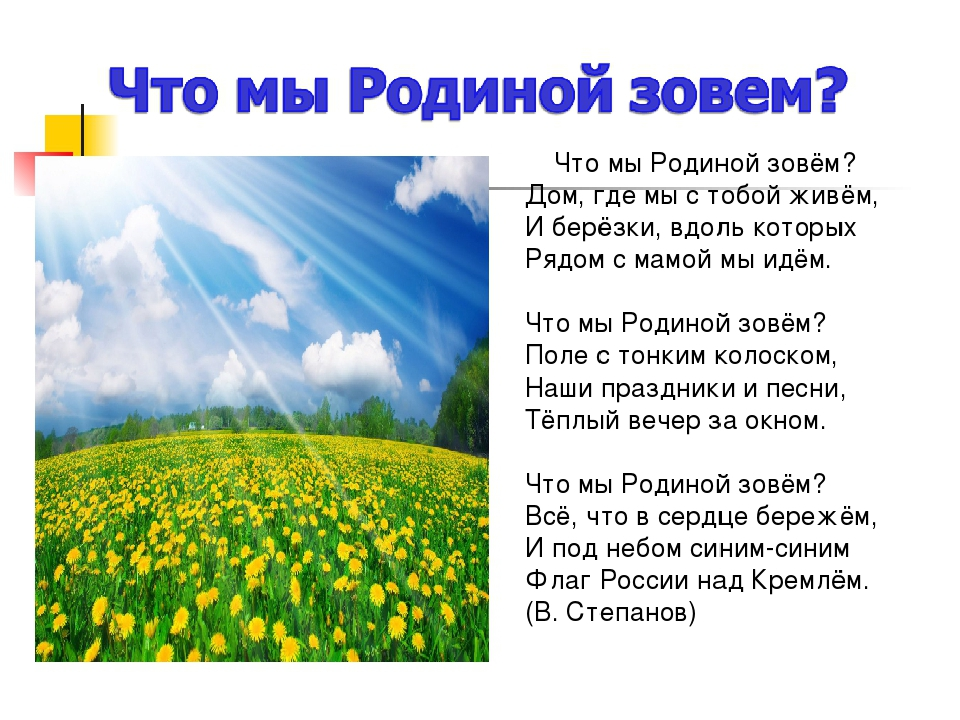 Что мы Родиной зовем?
Что мы Родиной зовём?
Дом, где мы с тобой живём,
И берёзки, вдоль которых
Рядом с мамой мы идём.
Что мы Родиной зовём?
Поле с тонким колоском,
Наши праздники и песни,
Тёплый вечер за окном.
Что мы Родиной зовём?
Всё, что в сердце бережём,
И под небом синим-синим
Флаг России над Кремлём.
(В. Степанов)